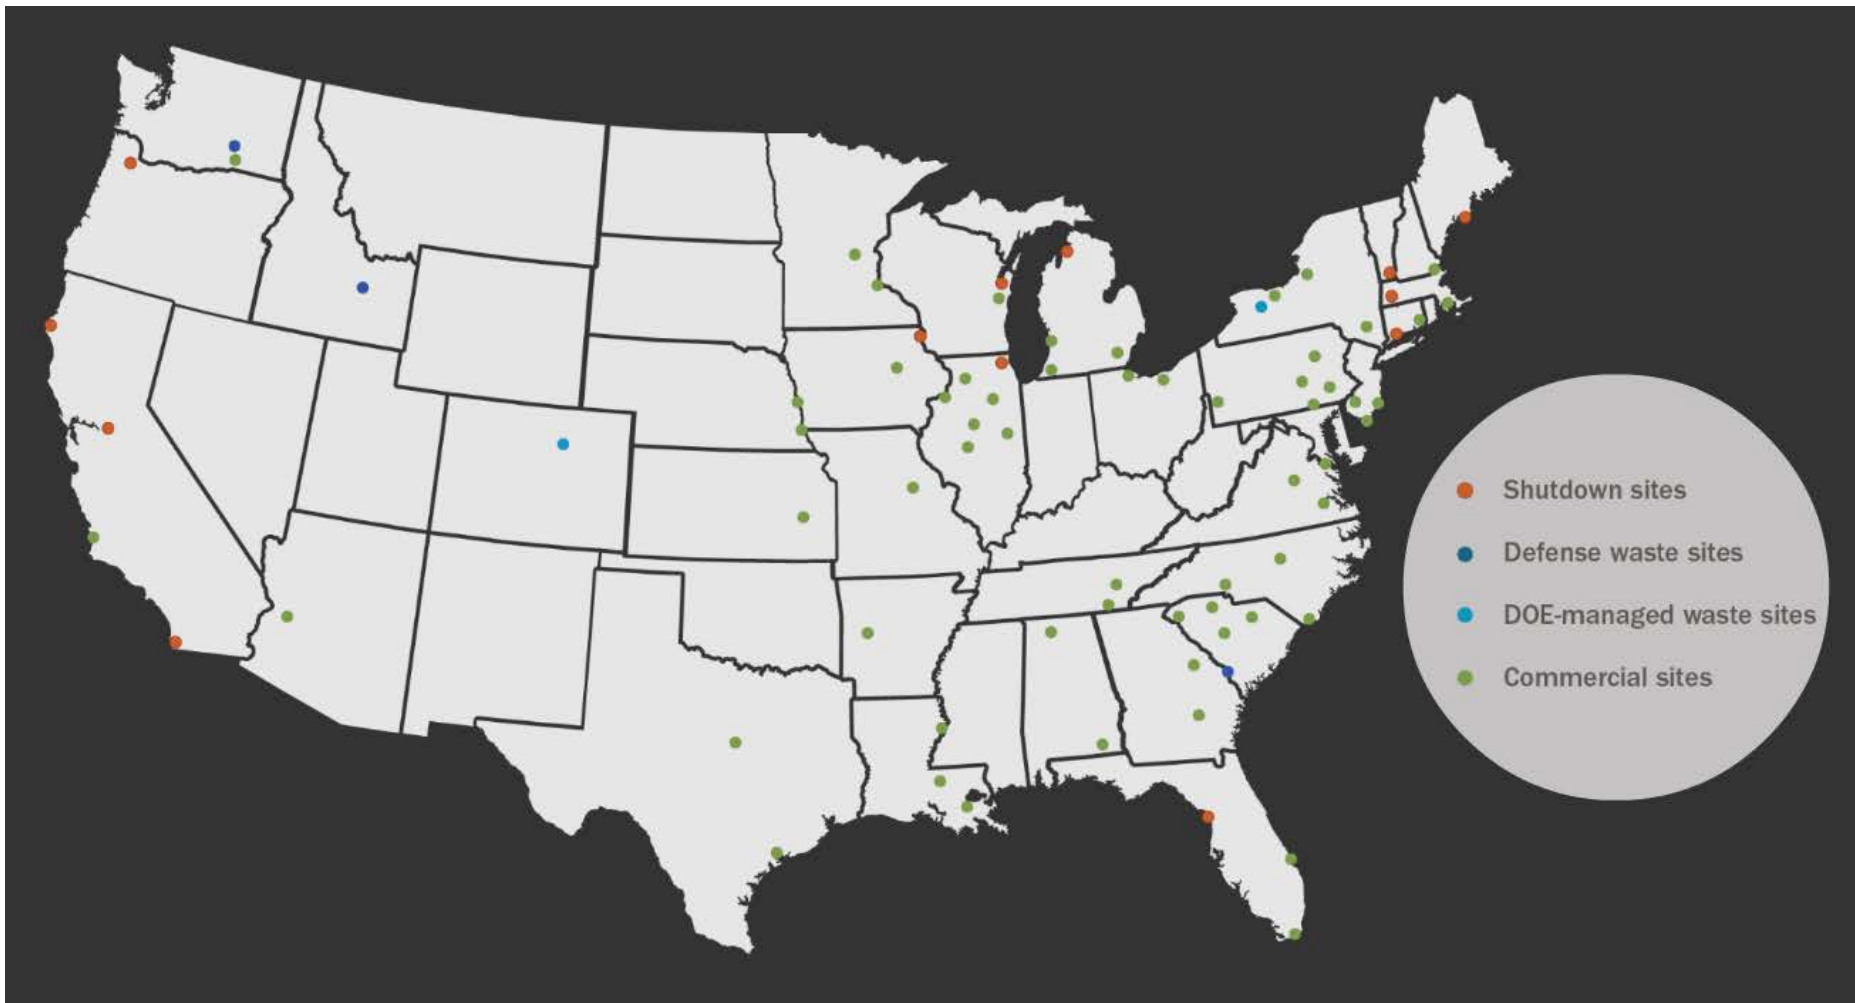 Shutdown sites
Defense waste sites
DOE-managed waste sites
Commercial sites